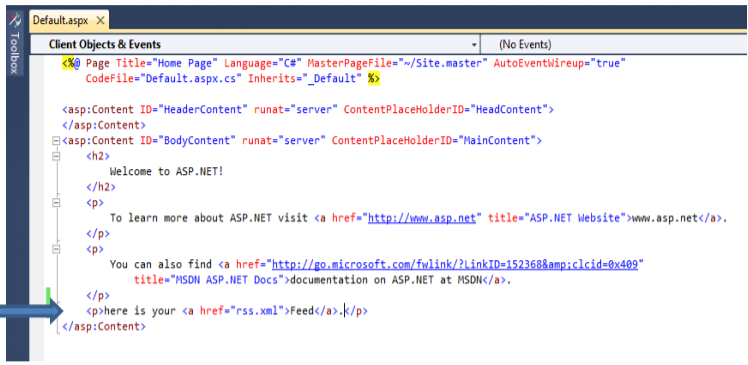 Default.aspx
Toolbox
Client Objects & Events (No Events)
<%@ Page Title="Home Page" Language="C#" MasterPageFile="~/Site.master" AutoEventWireup="true"
CodeFile="Default.aspx.cs" Inherits="_Default" %>
<asp:Content ID="HeaderContent" runat="server" ContentPlaceHolderID="HeadContent">
</asp:Content>
<asp:Content ID="BodyContent" runat="server" ContentPlaceHolderID="MainContent">
<h2>
Welcome to ASP.NET!
</h2>
<p>
To learn more about ASP.NET visit <a href="http://www.asp.net" title="ASP.NET Website">www.asp.net</a>.
</p>
<p>
You can also find <a href="http://go.microsoft.com/fwlink/?LinkID=152368&amp;clcid=0x409"
title="MSDN ASP.NET Docs">documentation on ASP.NET at MSDN</a>.
</p>
<p>here is your <a href="rss.xml">Feed</a>.</p>
</asp:Content>